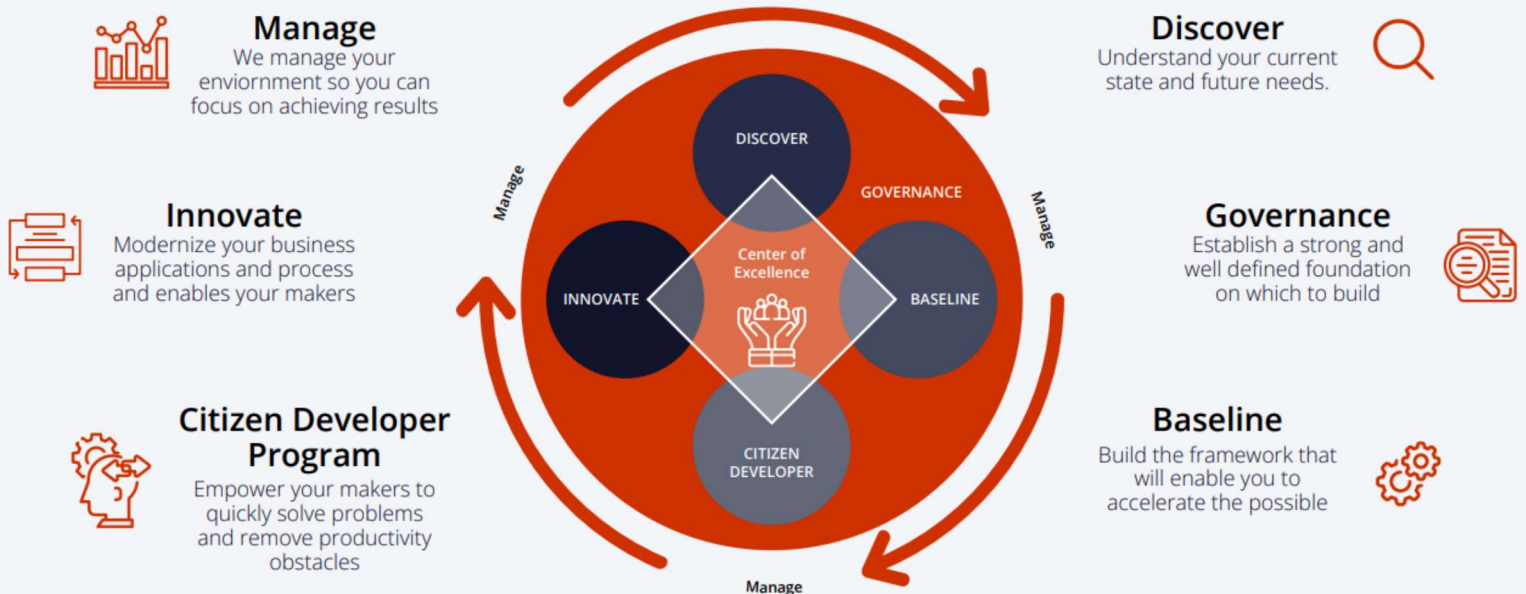 Manage
We manage your
enviornment so you can
focus on achieving results
Innovate
Modernize your business
applications and process
and enables your makers
Citizen Developer
Program
Empower your makers to
quickly solve problems
and remove productivity
obstacles
Manage
DISCOVER
GOVERNANCE
Manage
Center of
Excellence
INNOVATE
BASELINE
CITIZEN
DEVELOPER
Manage
Discover
Understand your current
state and future needs.
Governance
Establish a strong and
well defined foundation
on which to build
Baseline
Build the framework that
will enable you to
accelerate the possible